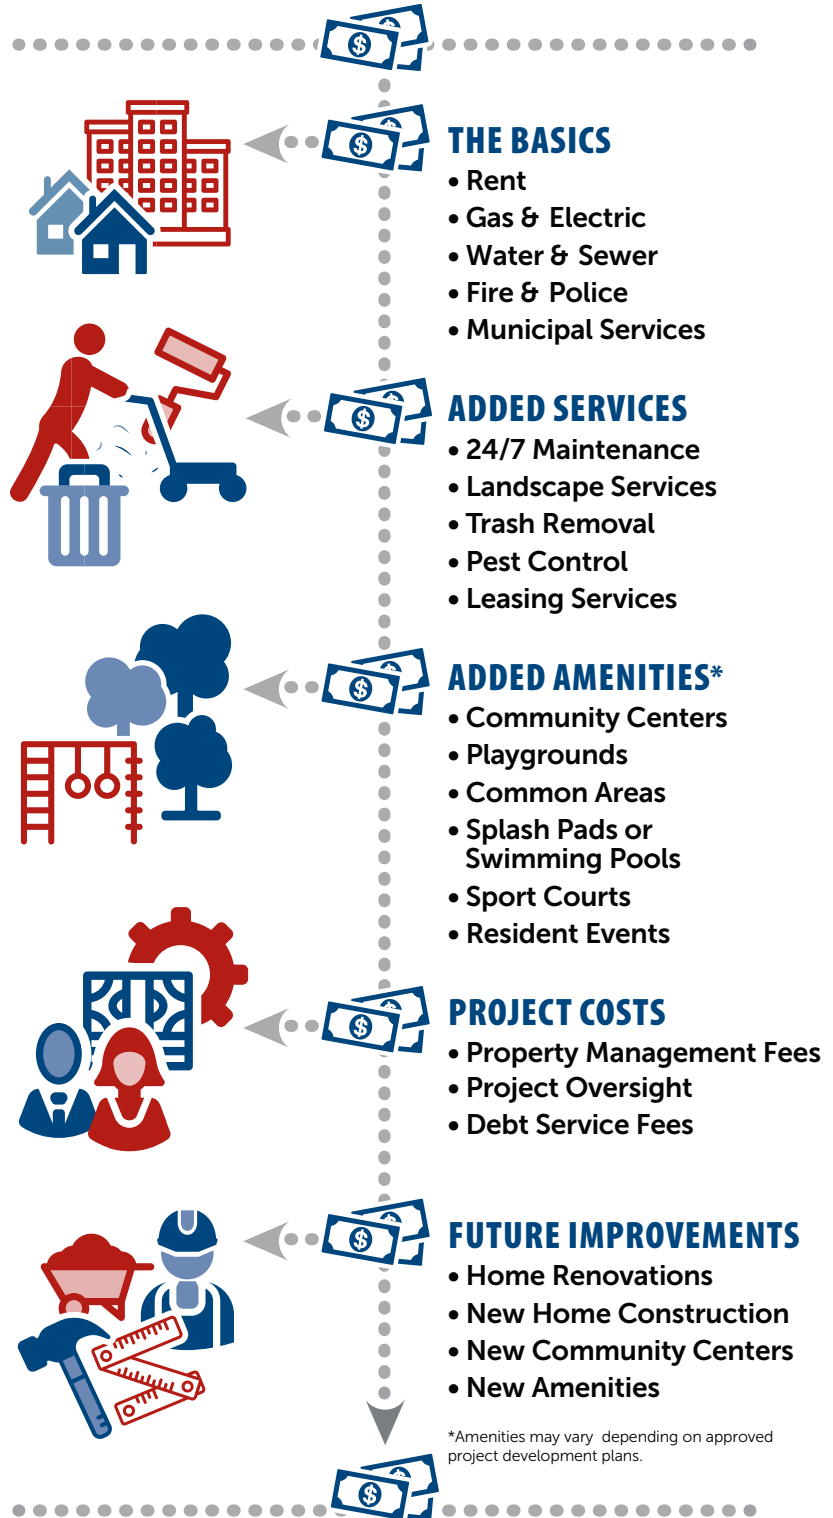 $
$
THE BASICS
• Rent
• Gas & Electric
• Water & Sewer
• Fire & Police
• Municipal Services
$
ADDED SERVICES
• 24/7 Maintenance
• Landscape Services
• Trash Removal
• Pest Control
• Leasing Services
$
ADDED AMENITIES*
• Community Centers
• Playgrounds
• Common Areas
• Splash Pads or
Swimming Pools
• Sport Courts
• Resident Events
$
PROJECT COSTS
• Property Management Fees
• Project Oversight
• Debt Service Fees
$
FUTURE IMPROVEMENTS
• Home Renovations
• New Home Construction
• New Community Centers
• New Amenities
*Amenities may vary depending on approved
project development plans.
$